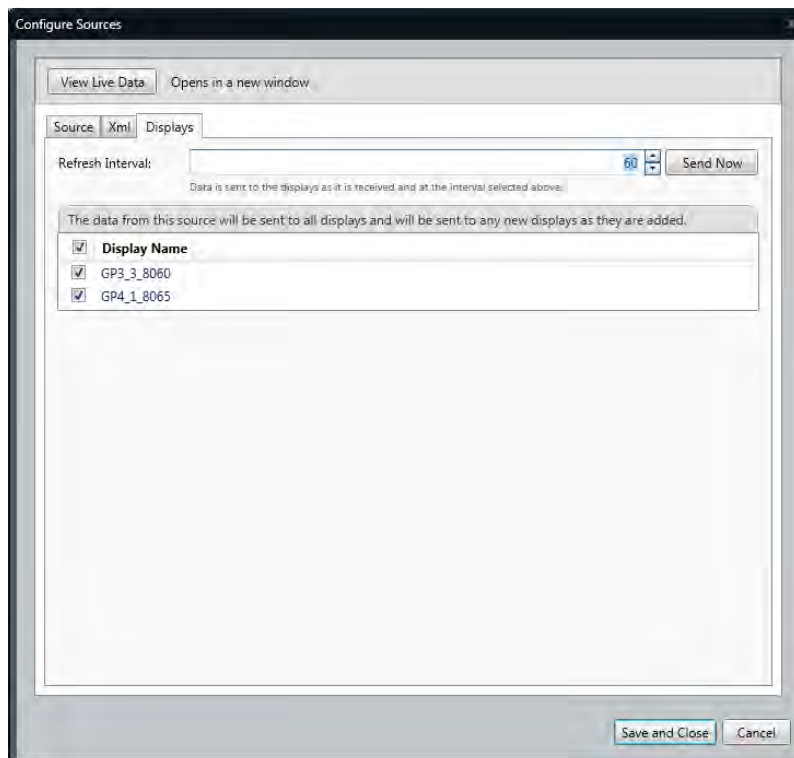 Configure Sources
View Live Data Opens in a new window
Source Xml Displays
Refresh Interval: 60 Send Now
Data is sent to the displays as it is received and at the interval selected above.
The data from this source will be sent to all displays and will be sent to any new displays as they are added.
Display Name
GP3_3_8060
GP4_1_8065
Save and Close Cancel